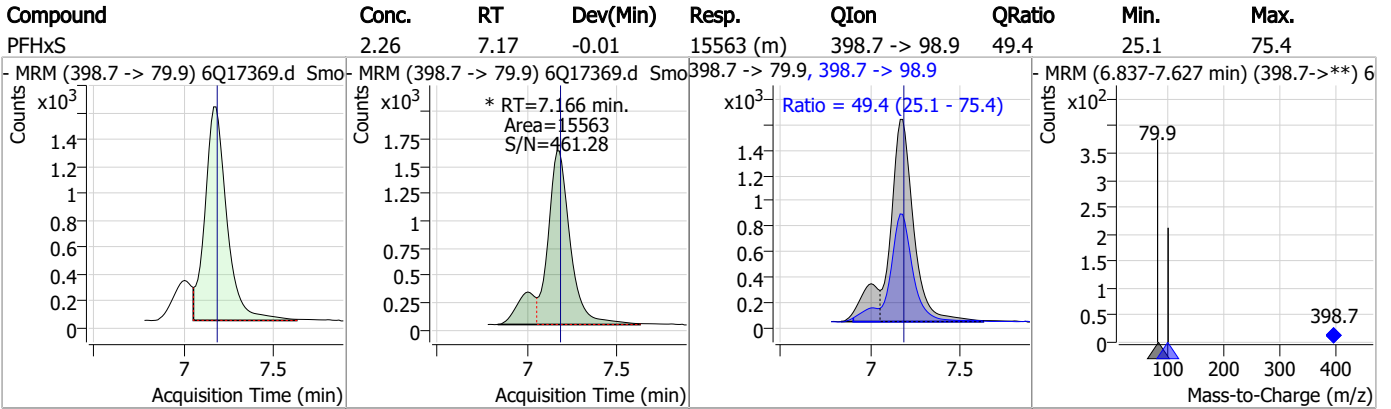 Compound Conc. RT Dev(Min) Resp. QIon QRatio Min. Max.
PFHxS 2.26 7.17 -0.01 15563 (m) 398.7 -> 98.9 49.4 25.1 75.4
- MRM (398.7 -> 79.9) 6Q17369.d Smo
Counts
x10³
1.4
1.2
1
0.8
0.6
0.4
0.2
0
7 7.5
Acquisition Time (min)
- MRM (398.7 -> 79.9) 6Q17369.d Smo
Counts
x10³
* RT=7.166 min.
Area=15563
S/N=461.28
1.75
1.5
1.25
1
0.75
0.5
0.25
0
7 7.5
Acquisition Time (min)
398.7 -> 79.9, 398.7 -> 98.9
Counts
x10³
Ratio = 49.4 (25.1 - 75.4)
1.4
1.2
1
0.8
0.6
0.4
0.2
0
7 7.5
Acquisition Time (min)
- MRM (6.837-7.627 min) (398.7->**) 6
Counts
x10²
79.9
3.5
3
2.5
2
1.5
1
0.5
0
398.7
100 200 300 400
Mass-to-Charge (m/z)